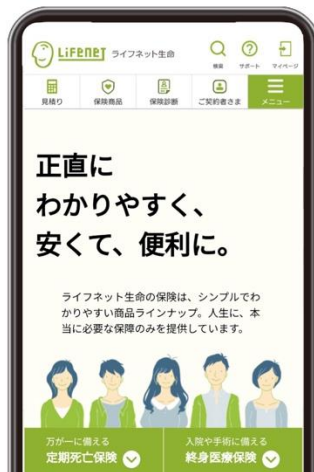 LIFENET ライフネット生命
検索 サポート マイページ
見積り 保険商品 保険診断 ご契約者さま メニュー
正直に
わかりやすく、
安くて、便利に。
ライフネット生命の保険は、シンプルでわ
かりやすい商品ラインナップ。人生に、本
当に必要な保障のみを提供しています。
万が一に備える 入院や手術に備える
定期死亡保険 終身医療保険